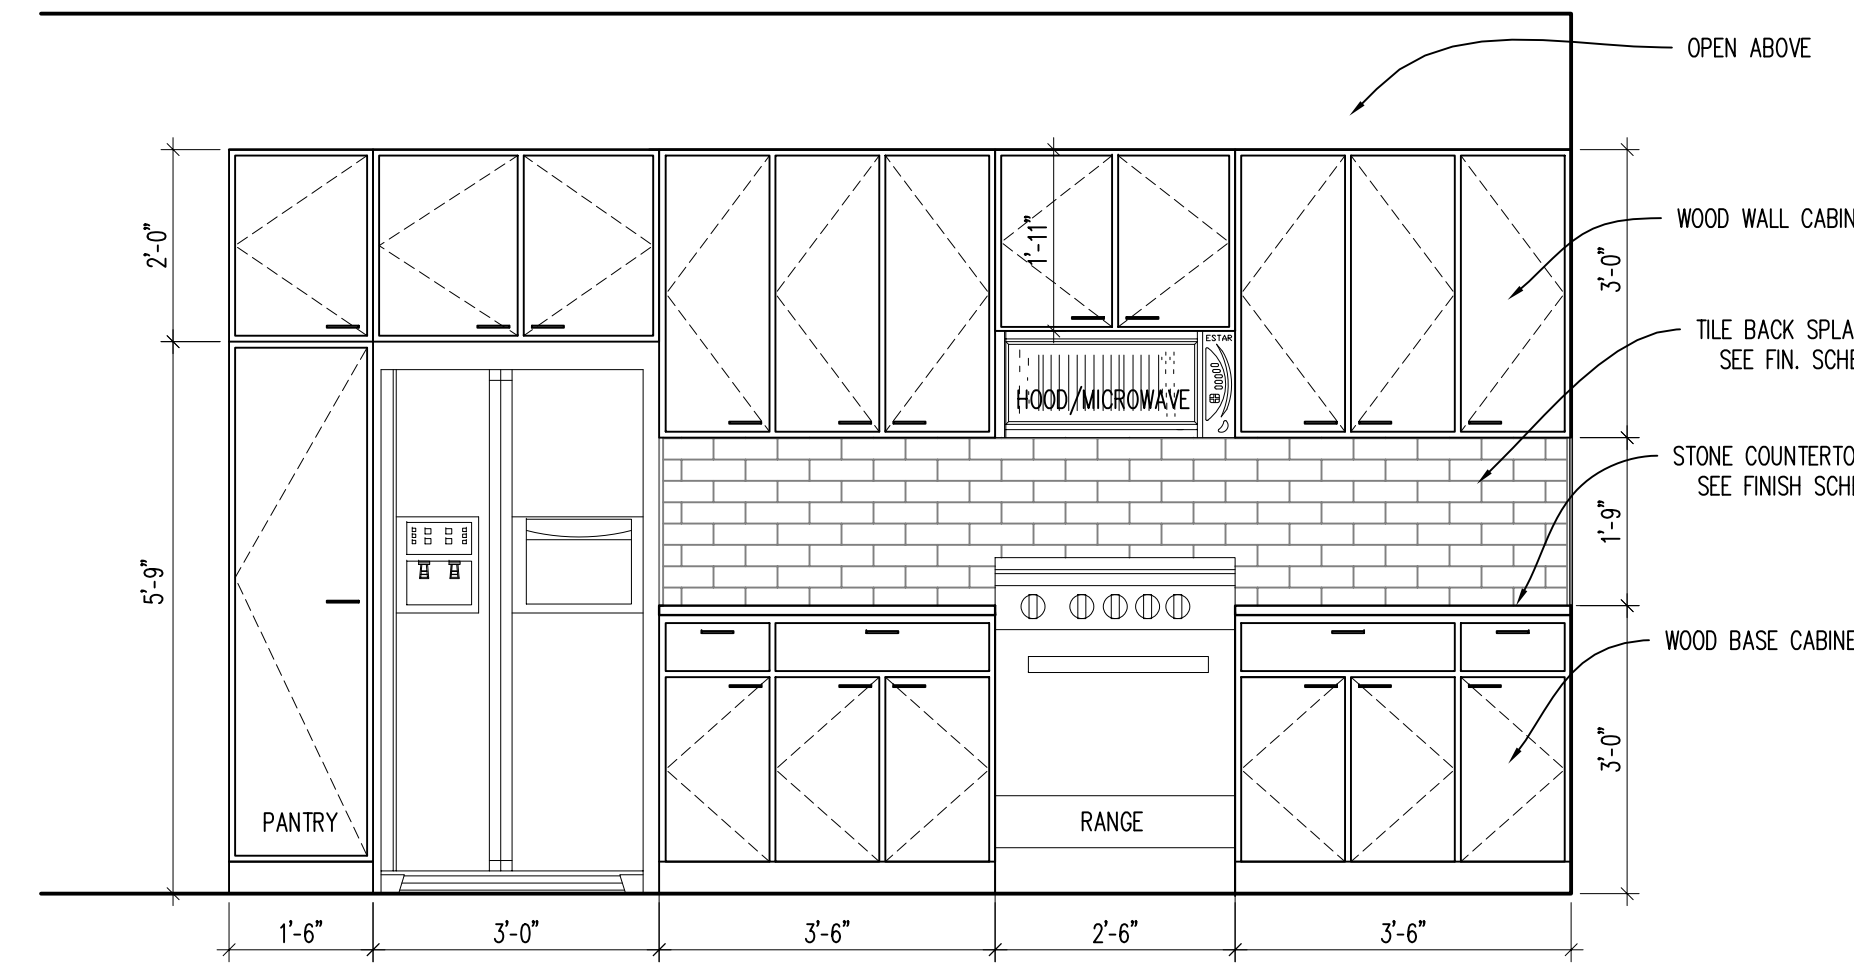 OPEN ABOVE
WOOD WALL CABIN
TILE BACK SPLA
SEE FIN. SCHE
STONE COUNTERTO
SEE FINISH SCH
WOOD BASE CABINE
2'-0"
5'-9"
1'-11"
ESTAR
HOOD/MICROWAVE
3'-0"
1'-9"
3'-0"
PANTRY
RANGE
1'-6"
3'-0"
3'-6"
2'-6"
3'-6"